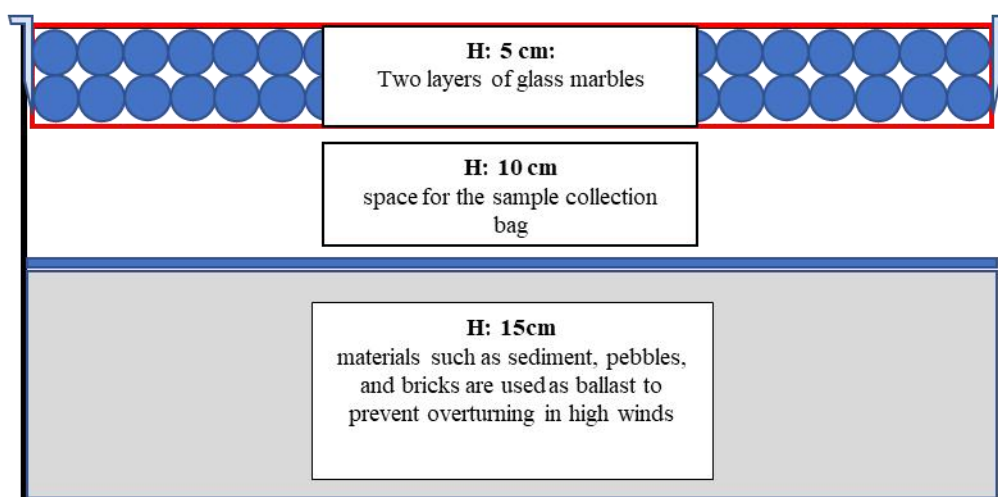 H: 5 cm:
Two layers of glass marbles
H: 10 cm
space for the sample collection
bag
H: 15cm
materials such as sediment, pebbles,
and bricks are used as ballast to
prevent overturning in high winds